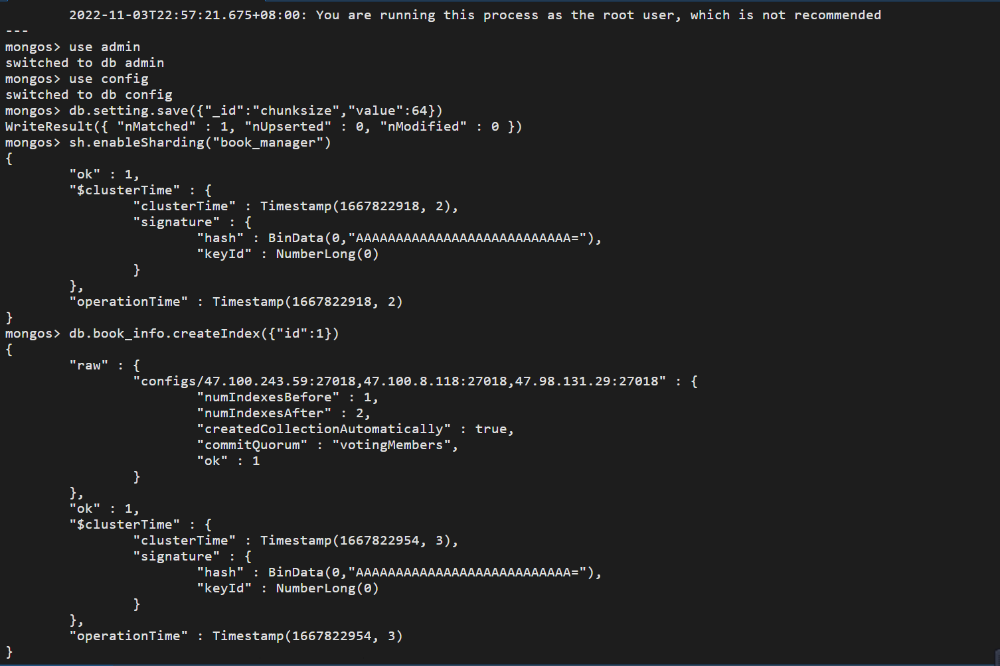 2022-11-03T22:57:21.675+08:00: You are running this process as the root user, which is not recommended
---
mongos> use admin
switched to db admin
mongos> use config
switched to db config
mongos> db.setting.save({"_id":"chunksize","value":64})
WriteResult({ "nMatched" : 1, "nUpserted" : 0, "nModified" : 0 })
mongos> sh.enableSharding("book_manager")
{
        "ok" : 1,
        "$clusterTime" : {
                "clusterTime" : Timestamp(1667822918, 2),
                "signature" : {
                        "hash" : BinData(0,"AAAAAAAAAAAAAAAAAAAAAAAAAAA="),
                        "keyId" : NumberLong(0)
                }
        },
        "operationTime" : Timestamp(1667822918, 2)
}
mongos> db.book_info.createIndex({"id":1})
{
        "raw" : {
                "configs/47.100.243.59:27018,47.100.8.118:27018,47.98.131.29:27018" : {
                        "numIndexesBefore" : 1,
                        "numIndexesAfter" : 2,
                        "createdCollectionAutomatically" : true,
                        "commitQuorum" : "votingMembers",
                        "ok" : 1
                }
        },
        "ok" : 1,
        "$clusterTime" : {
                "clusterTime" : Timestamp(1667822954, 3),
                "signature" : {
                        "hash" : BinData(0,"AAAAAAAAAAAAAAAAAAAAAAAAAAA="),
                        "keyId" : NumberLong(0)
                }
        },
        "operationTime" : Timestamp(1667822954, 3)
}